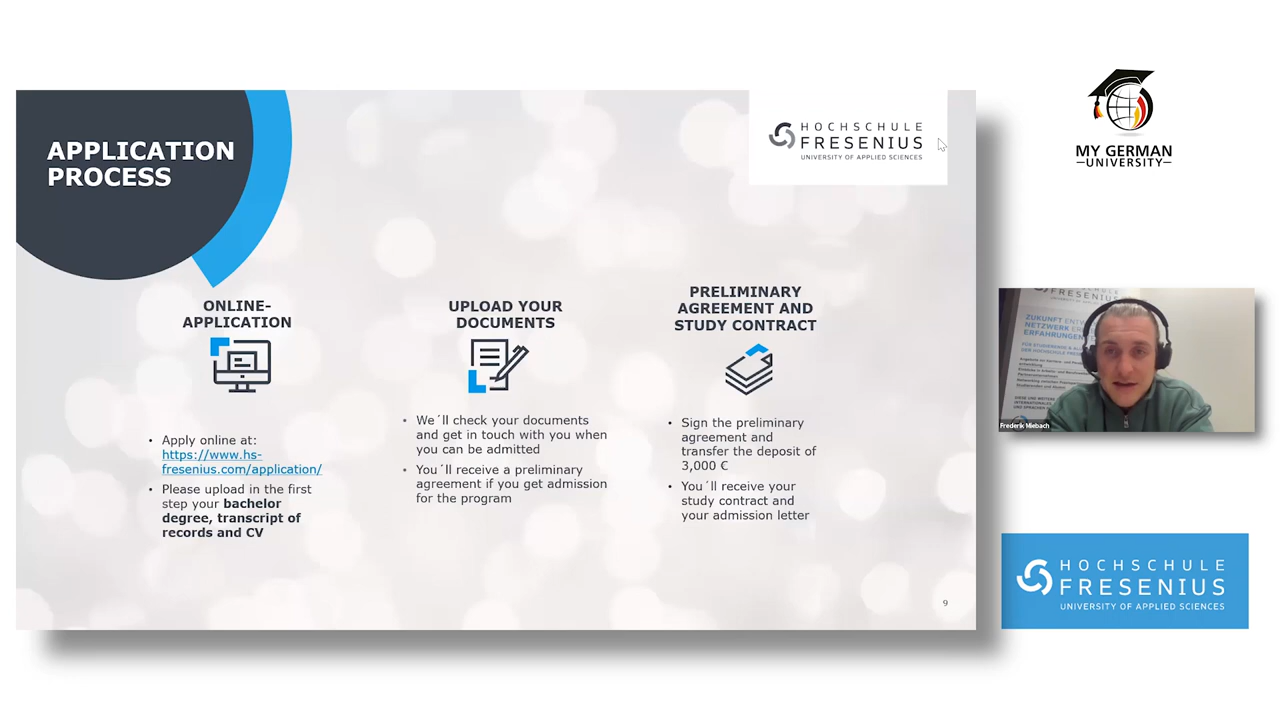 APPLICATION
PROCESS
HOCHSCHULE
FRESENIUS
UNIVERSITY OF APPLIED SCIENCES
MY GERMAN
UNIVERSITY
ONLINE-
APPLICATION
• Apply online at:
https://www.hs-
fresenius.com/application/
• Please upload in the first
step your bachelor
degree, transcript of
records and CV
UPLOAD YOUR
DOCUMENTS
• We´ll check your documents
and get in touch with you when
you can be admitted
• You´ll receive a preliminary
agreement if you get admission
for the program
PRELIMINARY
AGREEMENT AND
STUDY CONTRACT
• Sign the preliminary
agreement and
transfer the deposit of
3,000 €
• You´ll receive your
study contract and
your admission letter
9
FRESENIUS
ZUKUNFT
NETZWERK
Frederik Miebach
HOCHSCHULE
FRESENIUS
UNIVERSITY OF APPLIED SCIENCES